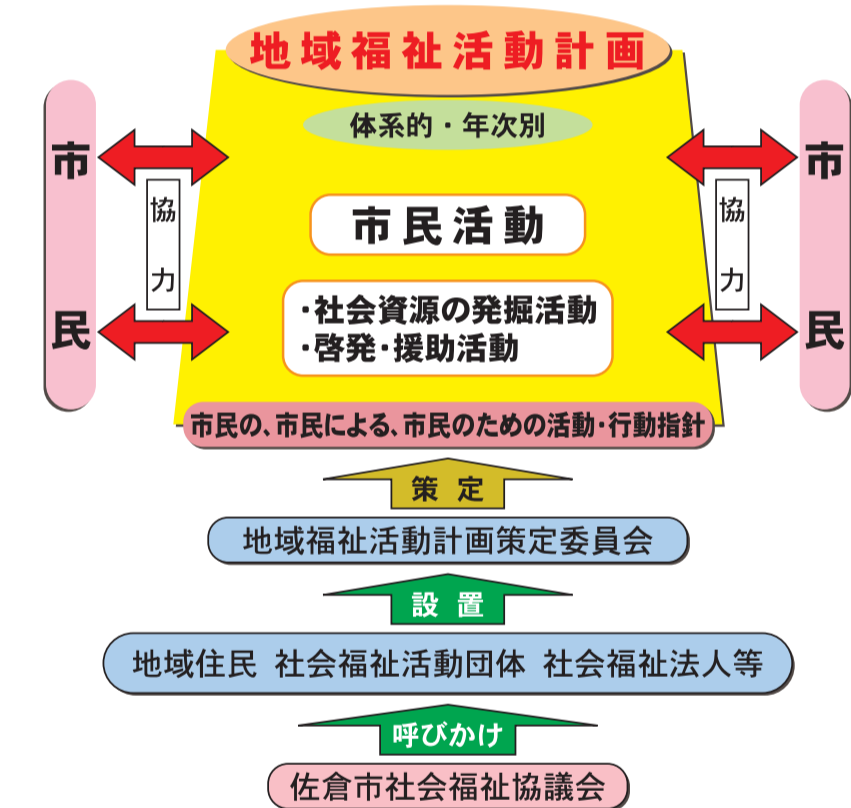 地域福祉活動計画
体系的・年次別
市民
協力
市民活動
・社会資源の発掘活動
・啓発・援助活動
協力
市民
市民の、市民による、市民のための活動・行動指針
策定
地域福祉活動計画策定委員会
設置
地域住民 社会福祉活動団体 社会福祉法人等
呼びかけ
佐倉市社会福祉協議会